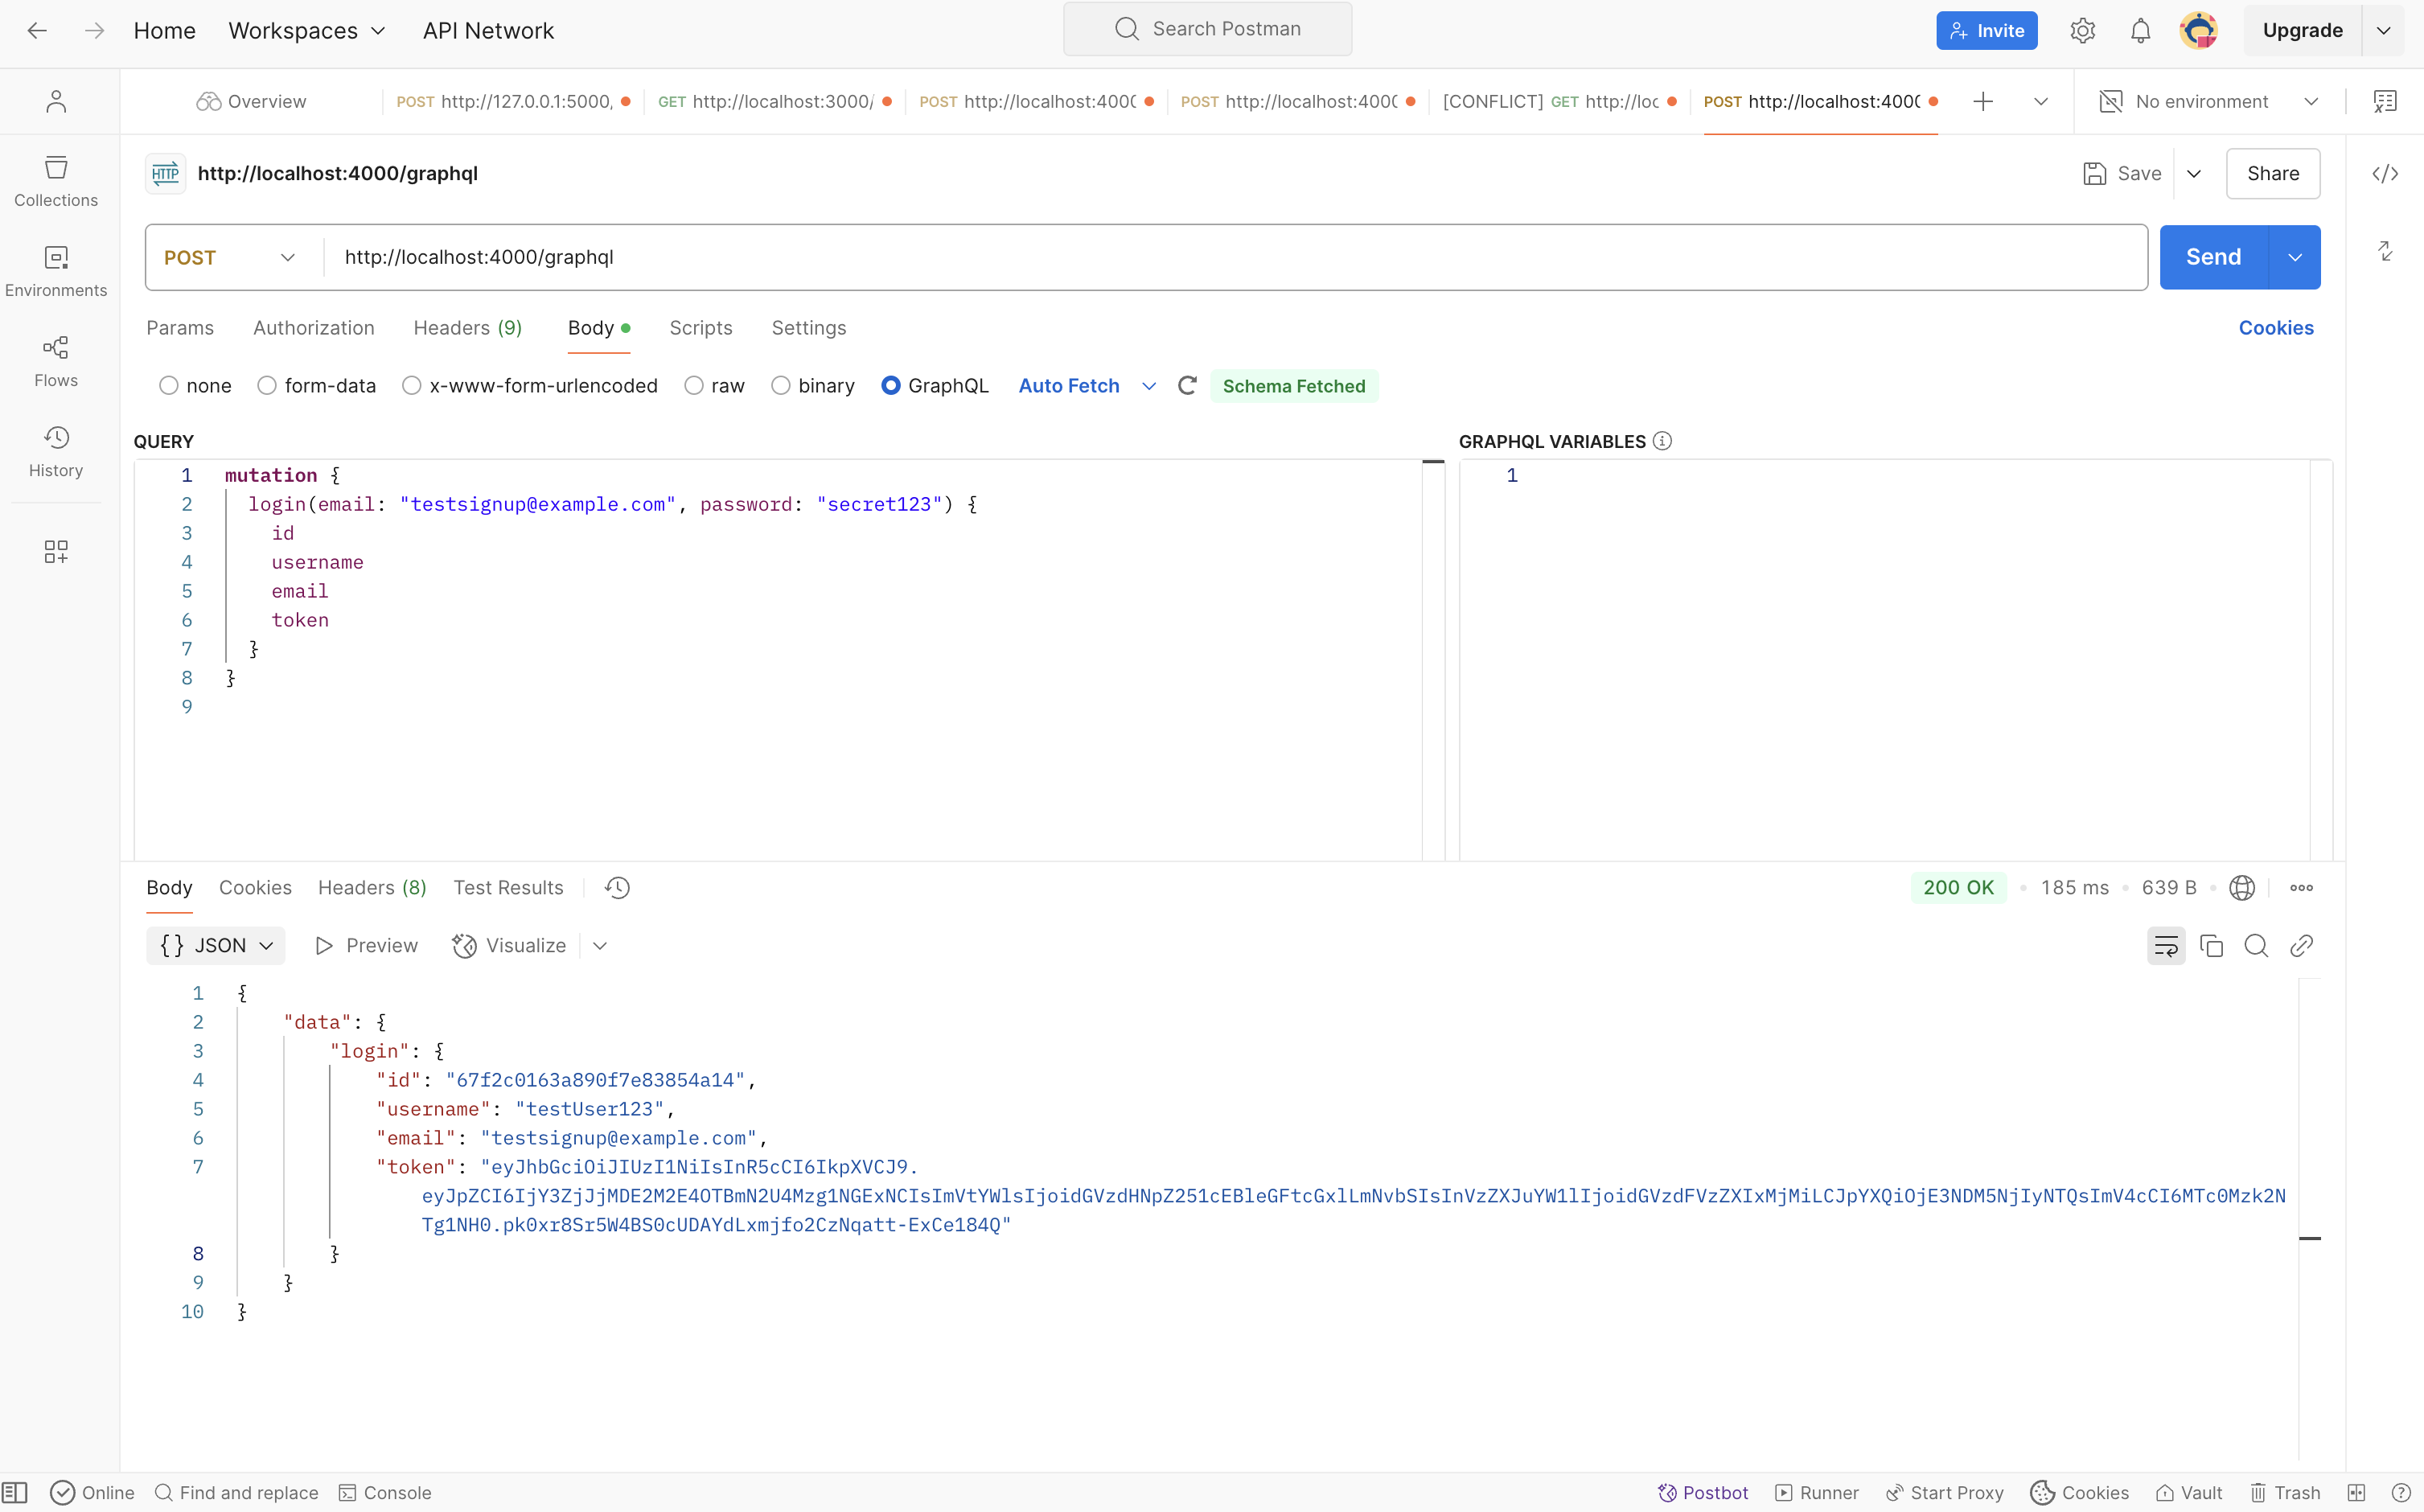 Home Workspaces API Network Search Postman Invite Upgrade
Overview POST http://127.0.0.1:5000, GET http://localhost:3000/ POST http://localhost:400 POST http://localhost:400 [CONFLICT] GET http://loc POST http://localhost:400 No environment
HTTP http://localhost:4000/graphql Save Share
Collections
Environments
Flows
History
POST http://localhost:4000/graphql Send
Params Authorization Headers (9) Body Scripts Settings Cookies
none form-data x-www-form-urlencoded raw binary GraphQL Auto Fetch Schema Fetched
QUERY GRAPHQL VARIABLES
1 mutation { 1
2 login(email: "testsignup@example.com", password: "secret123") {
3 id
4 username
5 email
6 token
7 }
8 }
9
Body Cookies Headers (8) Test Results 200 OK 185 ms 639 B
{} JSON Preview Visualize
1 {
2 "data": {
3 "login": {
4 "id": "67f2c0163a890f7e83854a14",
5 "username": "testUser123",
6 "email": "testsignup@example.com",
7 "token": "eyJhbGciOiJIUzI1NiIsInR5cCI6IkpXVCJ9.
eyJpZCI6IjY3ZjJjMDE2M2E4OTBmN2U4Mzg1NGExNCIsImVtYWlsIjoidGVzdHNpZ251cEBleGFtcGxlLmNvbSIsInVzZXJuYW1lIjoidGVzdFVzZXIxMjMiLCJpYXQiOjE3NDM5NjIyNTQsImV4cCI6MTc0Mzk2N
Tg1NH0.pk0xr8Sr5W4BS0cUDAYdLxmjfo2CzNqatt-ExCe184Q"
8 }
9 }
10 }
Online Find and replace Console Postbot Runner Start Proxy Cookies Vault Trash